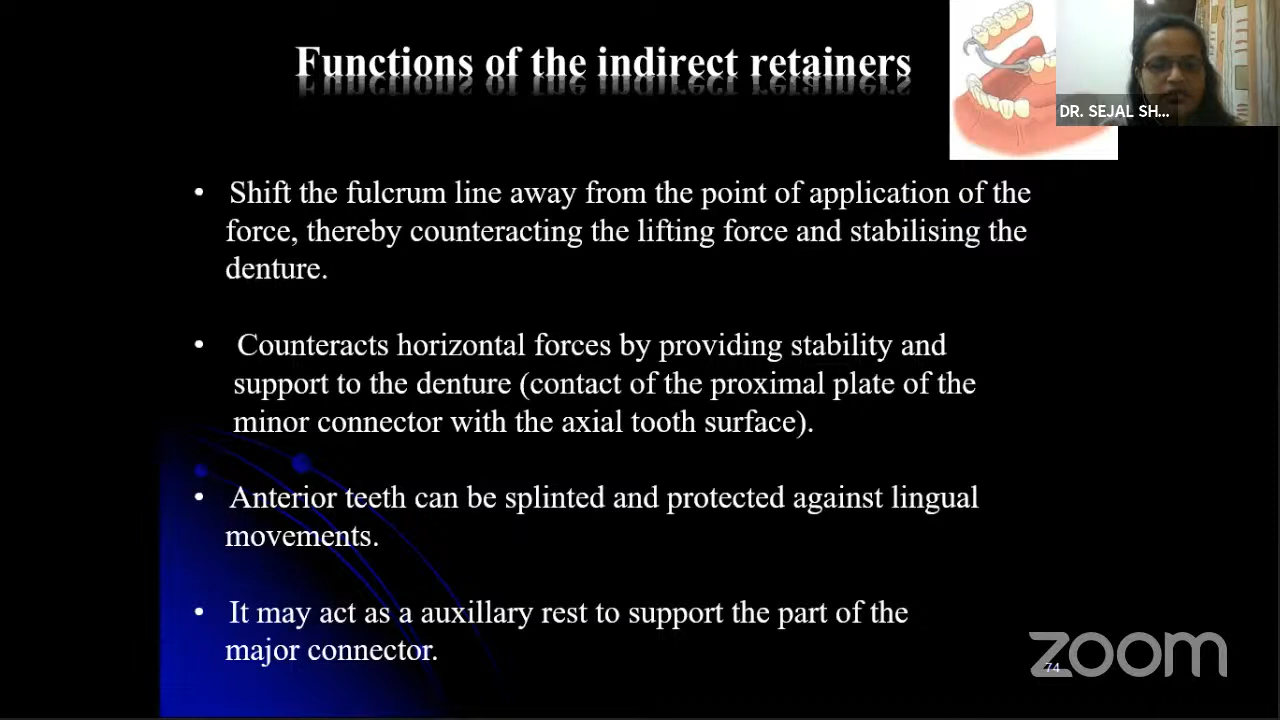 Functions of the indirect retainers
DR. SEJAL SH...
• Shift the fulcrum line away from the point of application of the
force, thereby counteracting the lifting force and stabilising the
denture.
• Counteracts horizontal forces by providing stability and
support to the denture (contact of the proximal plate of the
minor connector with the axial tooth surface).
• Anterior teeth can be splinted and protected against lingual
movements.
• It may act as a auxillary rest to support the part of the
major connector.
zoom
74